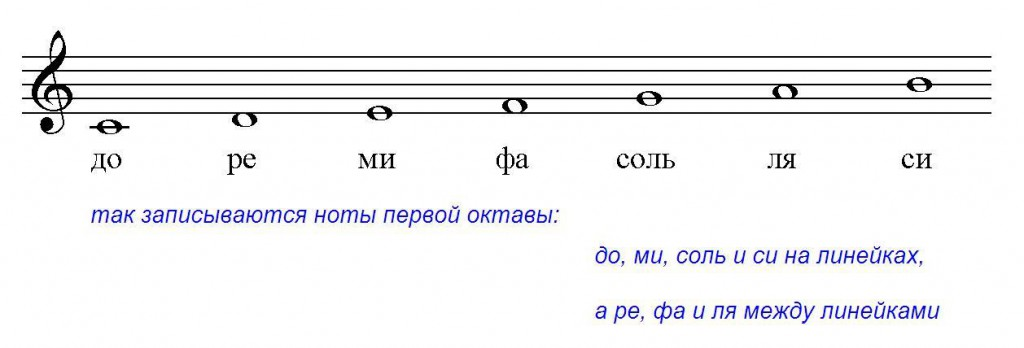 до ре ми фа соль ля си
так записываются ноты первой октавы:
до, ми, соль и си на линейках,
а ре, фа и ля между линейками